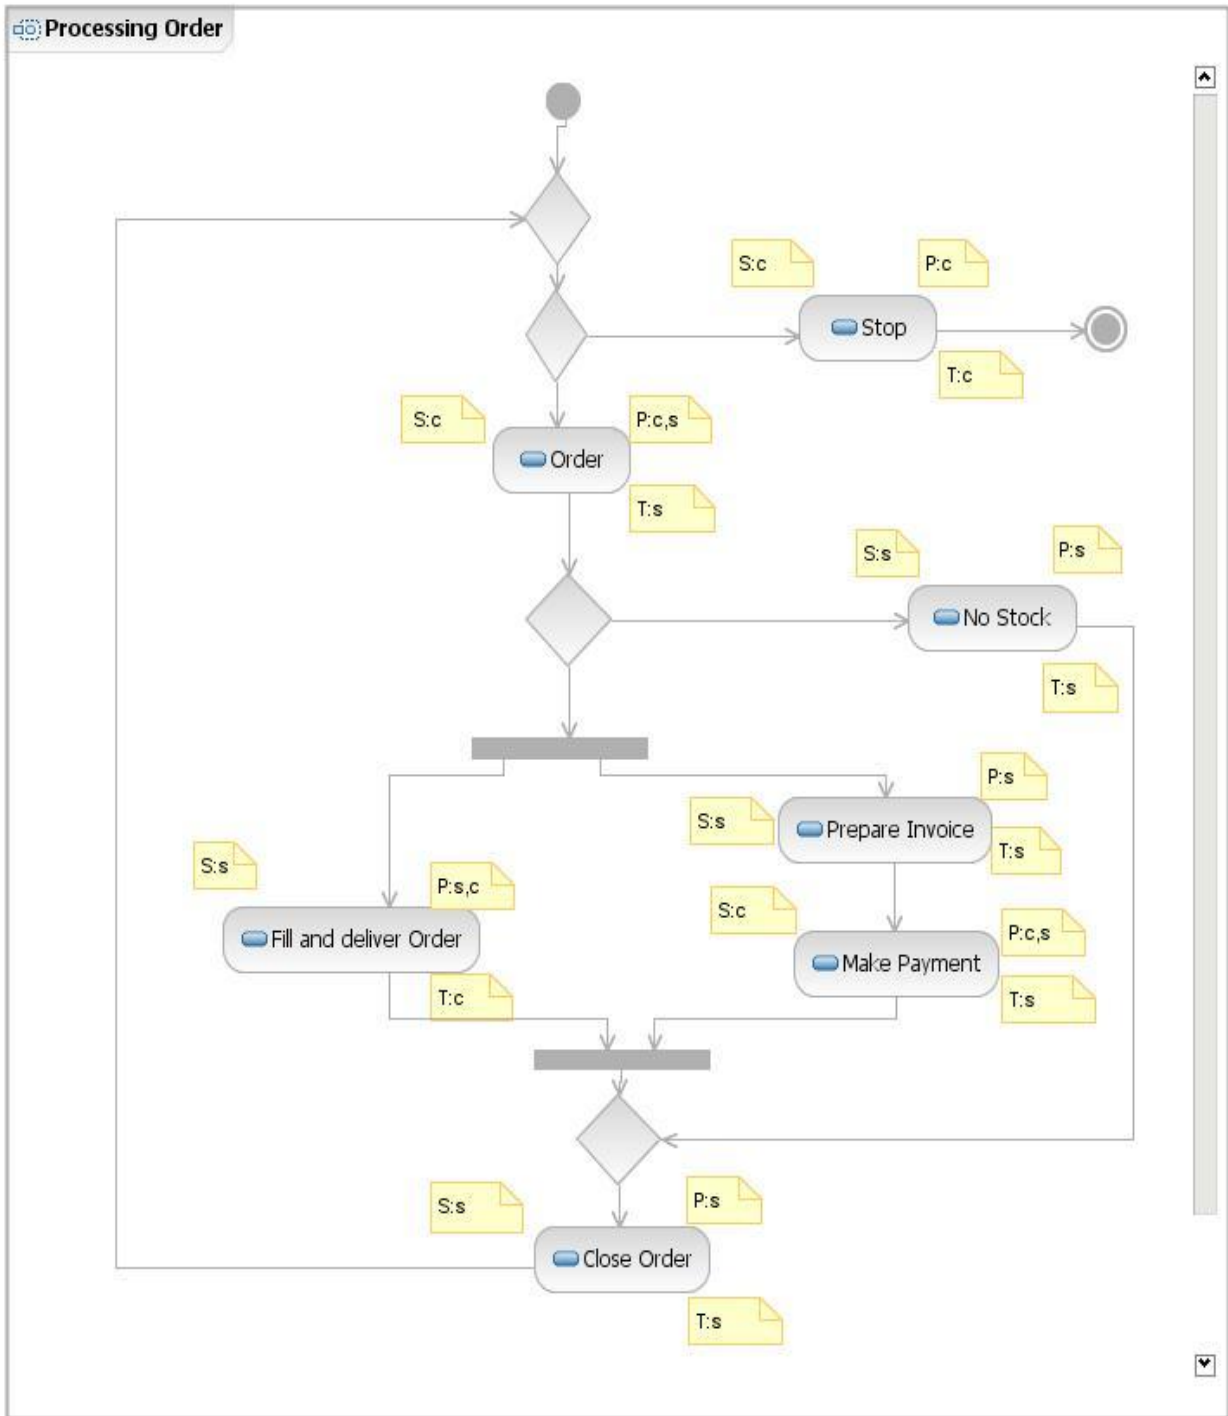 Processing Order
S:c
P:c
Stop
T:c
S:c
P:c,s
Order
T:s
S:s
P:s
No Stock
T:s
P:s
S:s
Prepare Invoice
T:s
S:s
P:s,c
S:c
Fill and deliver Order
P:c,s
Make Payment
T:c
T:s
S:s
P:s
Close Order
T:s